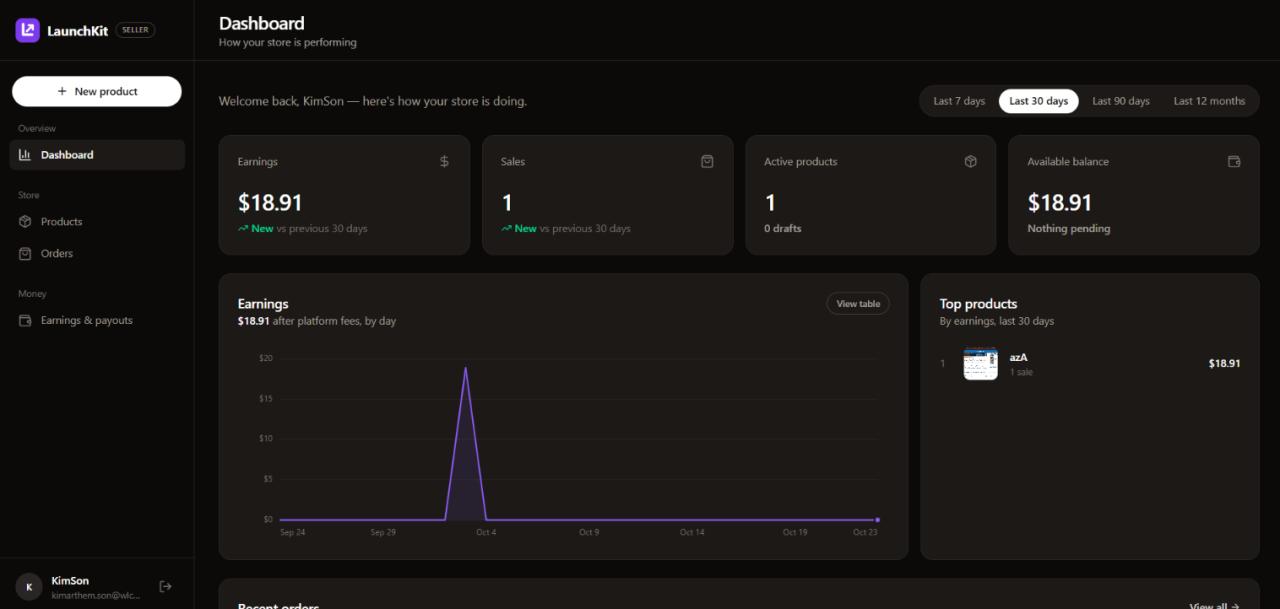 LaunchKit SELLER
New product
Overview
Dashboard
Store
Products
Orders
Money
Earnings & payouts
K
KimSon
kimarthem.son@wlc...
Dashboard
How your store is performing
Welcome back, KimSon — here's how your store is doing.
Last 7 days Last 30 days Last 90 days Last 12 months
Earnings
$18.91
New vs previous 30 days
Sales
1
New vs previous 30 days
Active products
1
0 drafts
Available balance
$18.91
Nothing pending
Earnings
$18.91 after platform fees, by day
View table
$20
$15
$10
$5
$0
Sep 24 Sep 29 Oct 4 Oct 9 Oct 14 Oct 19 Oct 23
Top products
By earnings, last 30 days
1 azA $18.91
1 sale
Recent orders View all →